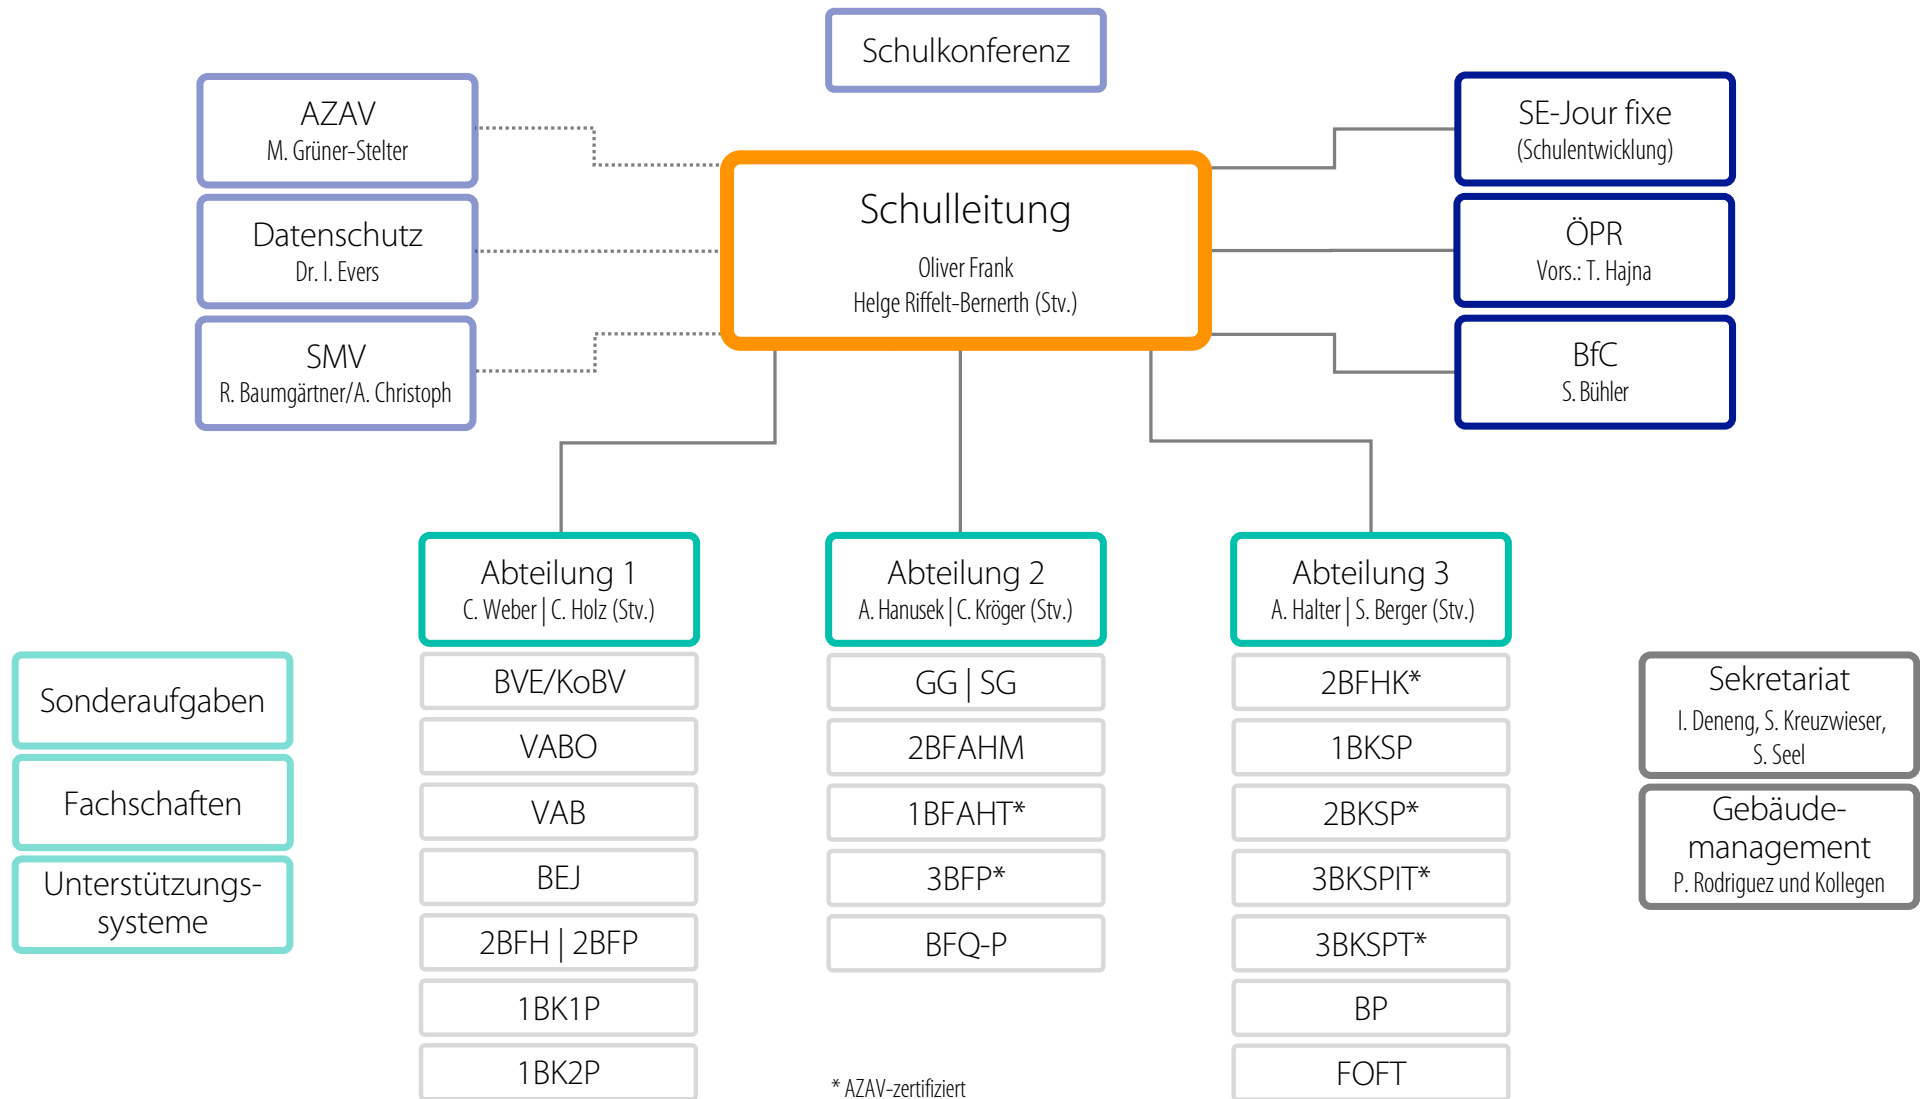 Schulkonferenz
AZAV
M. Grüner-Stelter
Datenschutz
Dr. I. Evers
SMV
R. Baumgärtner/A. Christoph
Schulleitung
Oliver Frank
Helge Riffelt-Bernerth (Stv.)
SE-Jour fixe
(Schulentwicklung)
ÖPR
Vors.: T. Hajna
BfC
S. Bühler
Sonderaufgaben
Fachschaften
Unterstützungs-
systeme
Abteilung 1
C. Weber | C. Holz (Stv.)
BVE/KoBV
VABO
VAB
BEJ
2BFH | 2BFP
1BK1P
1BK2P
Abteilung 2
A. Hanusek | C. Kröger (Stv.)
GG | SG
2BFAHM
1BFAHT*
3BFP*
BFQ-P
* AZAV-zertifiziert
Abteilung 3
A. Halter | S. Berger (Stv.)
2BFHK*
1BKSP
2BKSP*
3BKSPIT*
3BKSPT*
BP
FOFT
Sekretariat
I. Deneng, S. Kreuzwieser,
S. Seel
Gebäude-
management
P. Rodriguez und Kollegen